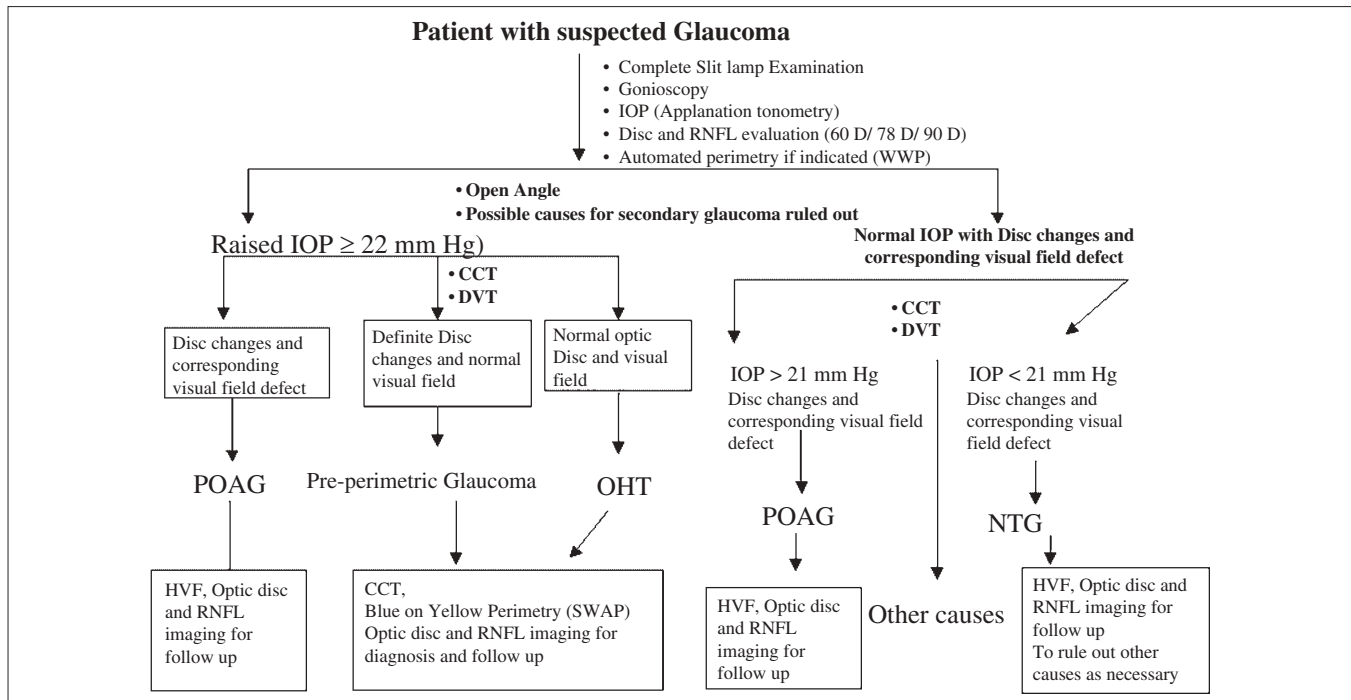 Patient with suspected Glaucoma
• Complete Slit lamp Examination
• Gonioscopy
• IOP (Applanation tonometry)
• Disc and RNFL evaluation (60 D/ 78 D/ 90 D)
• Automated perimetry if indicated (WWP)
• Open Angle
• Possible causes for secondary glaucoma ruled out
Raised IOP ≥ 22 mm Hg)
• CCT
• DVT
Disc changes and
corresponding
visual field defect
Definite Disc
changes and normal
visual field
Normal optic
Disc and visual
field
POAG
Pre-perimetric Glaucoma
OHT
HVF, Optic disc
and RNFL
imaging for
follow up
CCT,
Blue on Yellow Perimetry (SWAP)
Optic disc and RNFL imaging for
diagnosis and follow up
Normal IOP with Disc changes and
corresponding visual field defect
• CCT
• DVT
IOP > 21 mm Hg
Disc changes and
corresponding visual field
defect
IOP < 21 mm Hg
Disc changes and
corresponding visual
field defect
POAG
NTG
HVF, Optic disc
and RNFL
imaging for
follow up
Other causes
HVF, Optic disc and
RNFL imaging for
follow up
To rule out other
causes as necessary